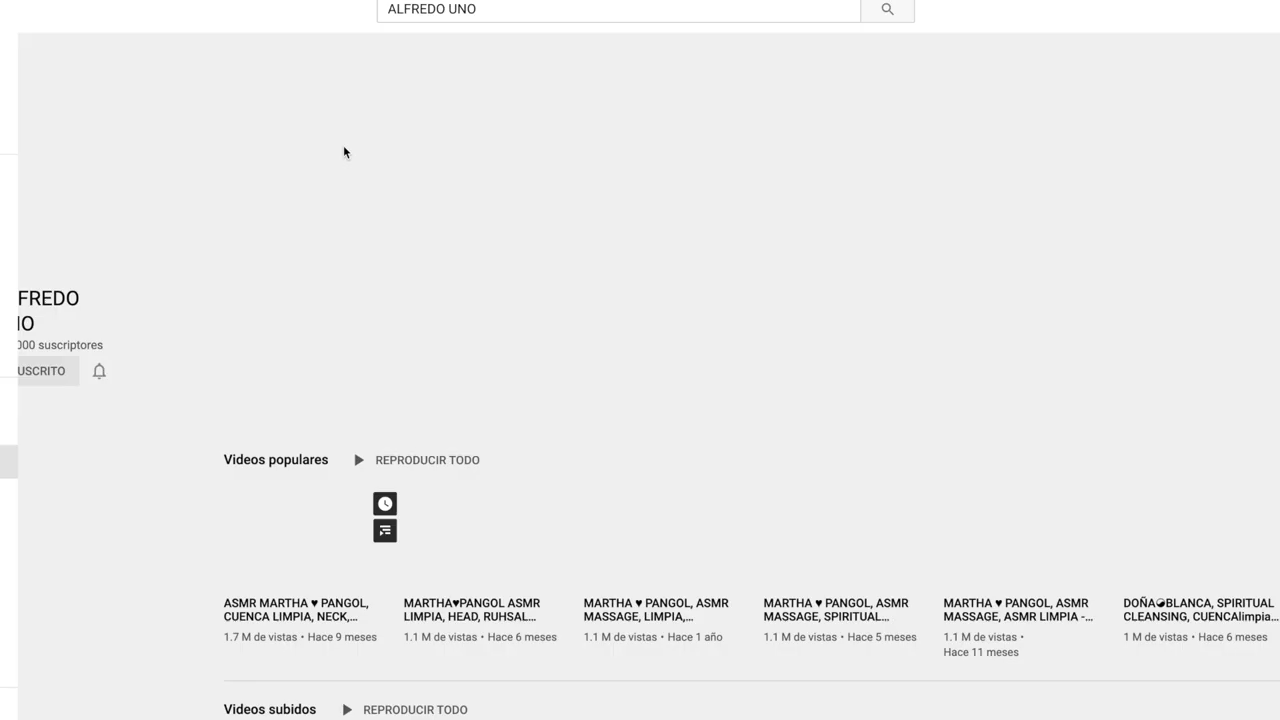 ALFREDO UNO
FREDO
000 suscriptores
USCRITO
Videos populares REPRODUCIR TODO
ASMR MARTHA ♥ PANGOL, CUENCA LIMPIA, NECK,...
1.7 M de vistas • Hace 9 meses
MARTHA♥PANGOL ASMR LIMPIA, HEAD, RUHSAL...
1.1 M de vistas • Hace 6 meses
MARTHA ♥ PANGOL, ASMR MASSAGE, LIMPIA,...
1.1 M de vistas • Hace 1 año
MARTHA ♥ PANGOL, ASMR MASSAGE, SPIRITUAL...
1.1 M de vistas • Hace 5 meses
MARTHA ♥ PANGOL, ASMR MASSAGE, ASMR LIMPIA -...
1.1 M de vistas •
Hace 11 meses
DOÑA☯BLANCA, SPIRITUAL CLEANSING, CUENCAlimpia...
1 M de vistas • Hace 6 meses
Videos subidos REPRODUCIR TODO